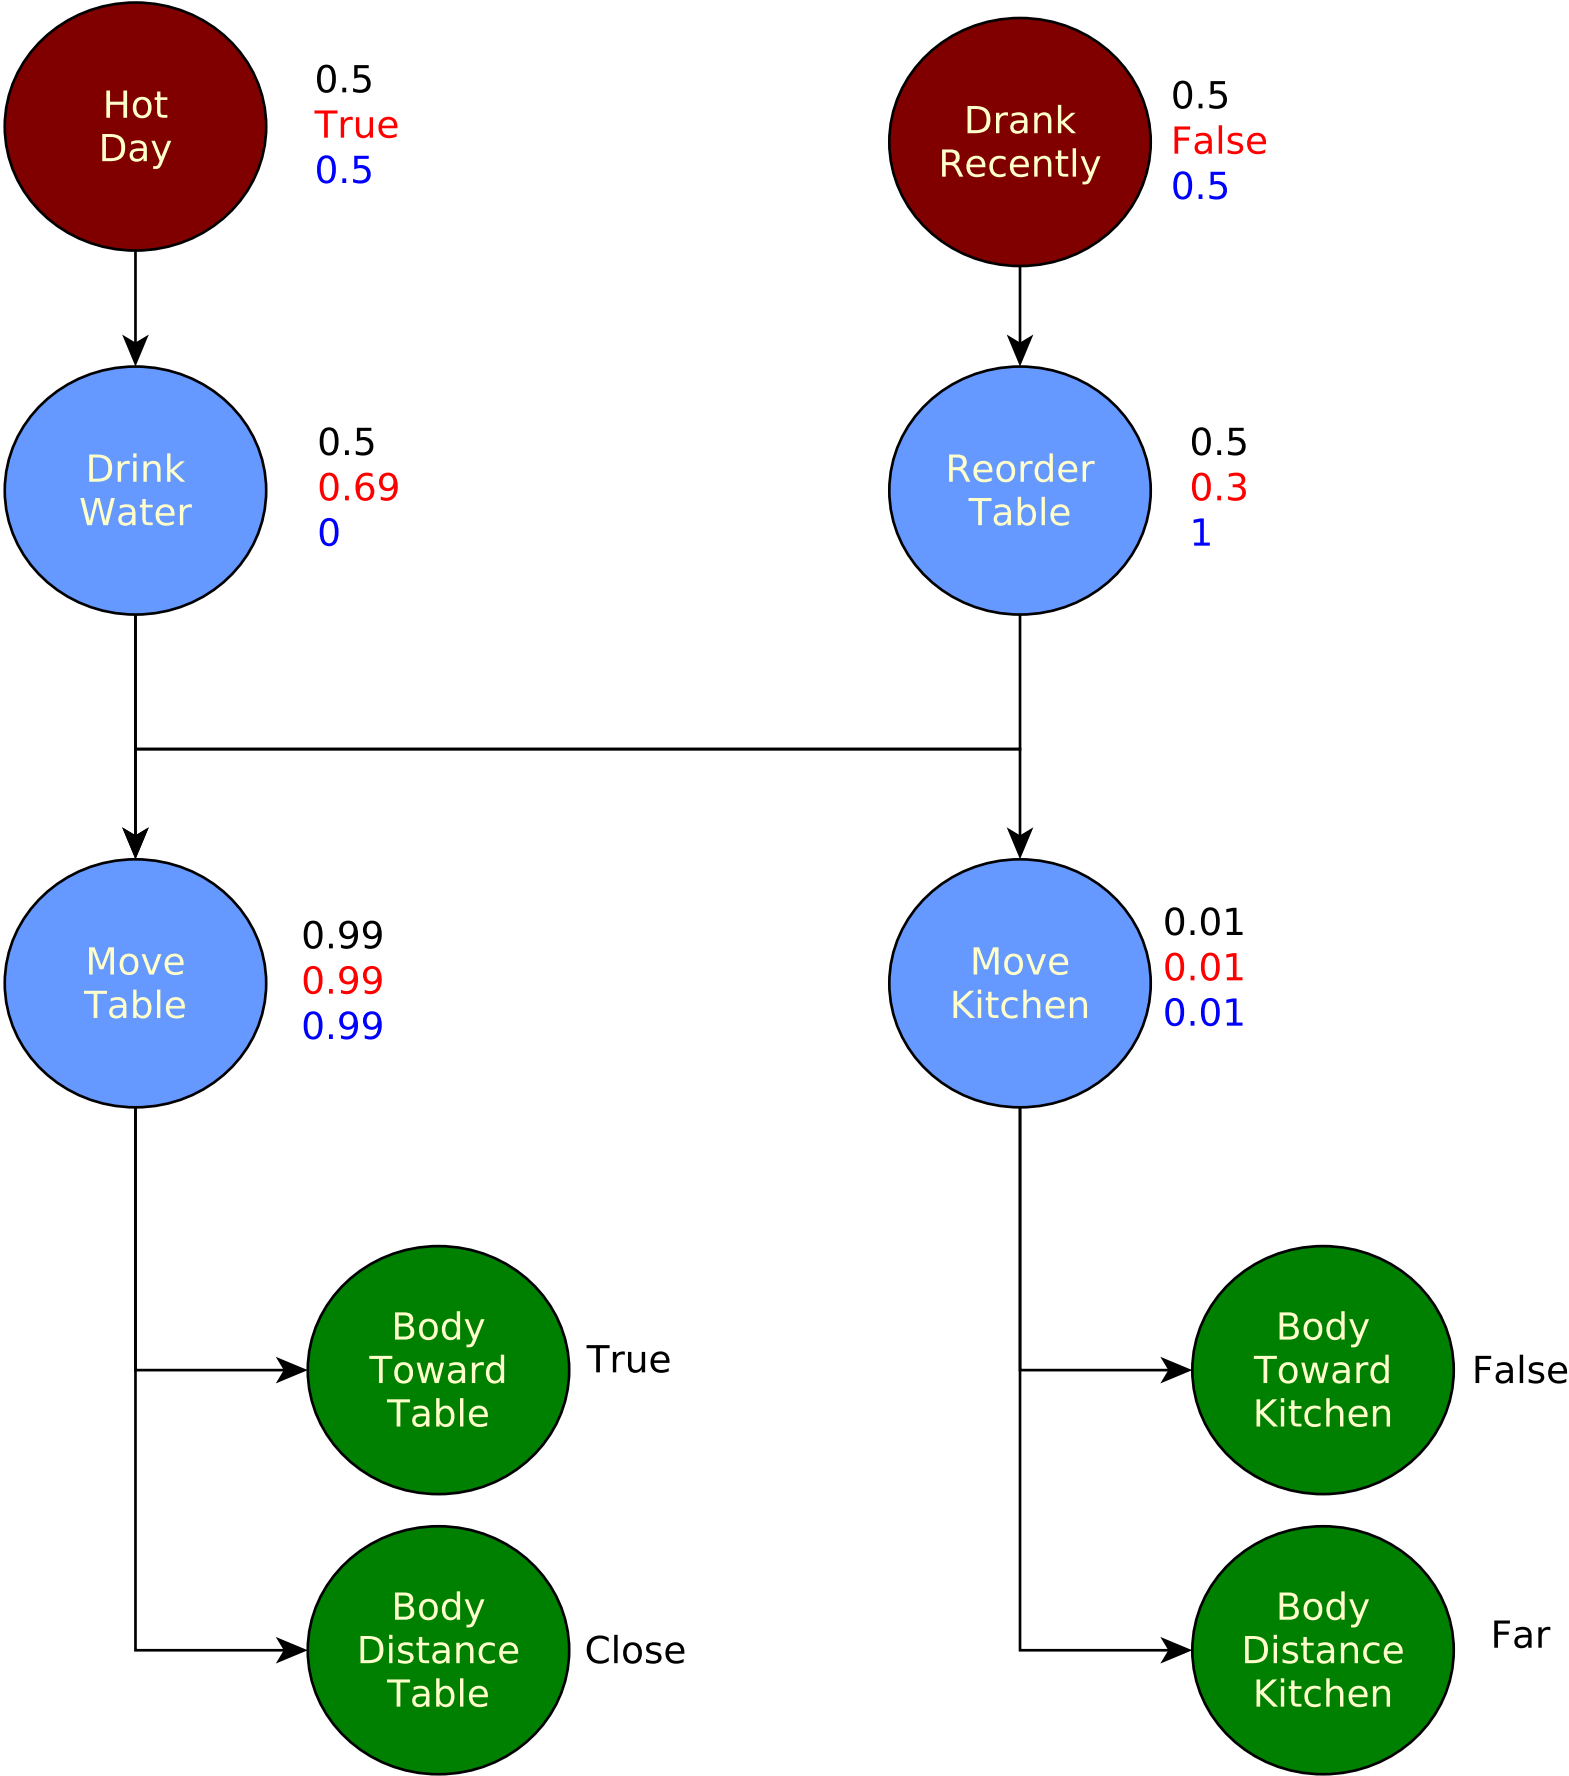 Hot
Day
0.5
True
0.5
Drank
Recently
0.5
False
0.5
Drink
Water
0.5
0.69
0
Reorder
Table
0.5
0.3
1
Move
Table
0.99
0.99
0.99
Move
Kitchen
0.01
0.01
0.01
Body
Toward
Table
True
Body
Toward
Kitchen
False
Body
Distance
Table
Close
Body
Distance
Kitchen
Far